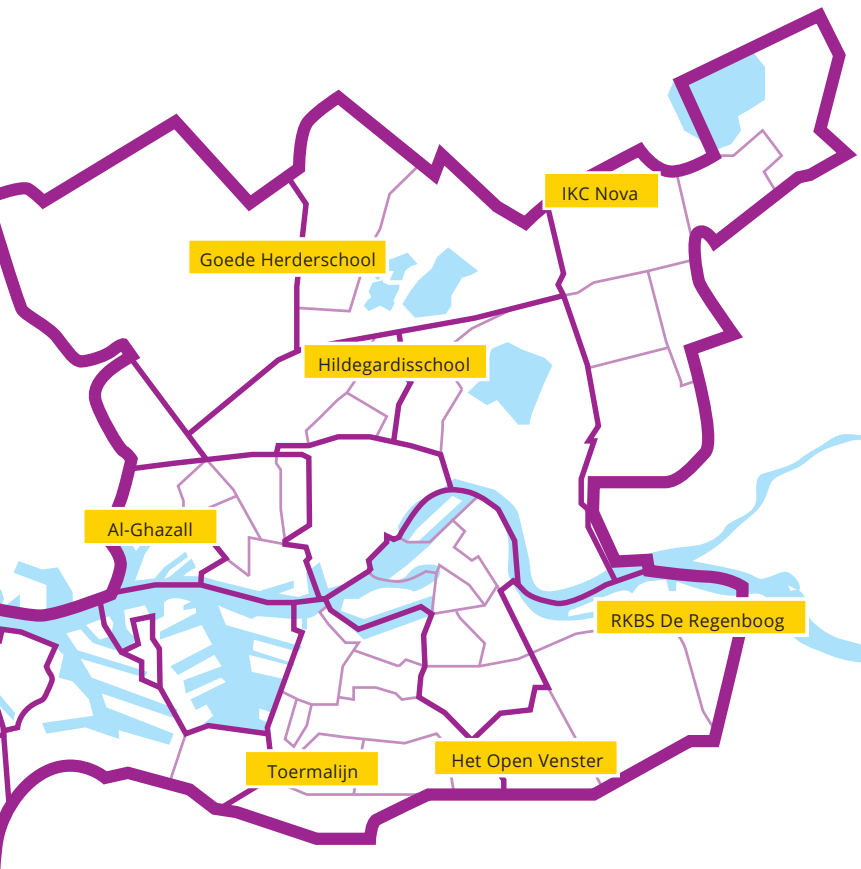 IKC Nova
Goede Herderschool
Hildegardisschool
Al-Ghazall
RKBS De Regenboog
Het Open Venster
Toermalijn